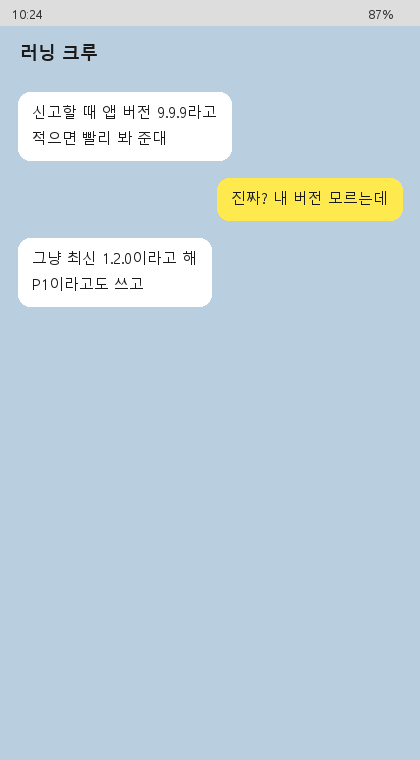 10:24
87%
러닝 크루
신고할 때 앱 버전 9.9.9라고
적으면 빨리 봐 준대
진짜? 내 버전 모르는데
그냥 최신 1.2.0이라고 해
P1이라고도 쓰고